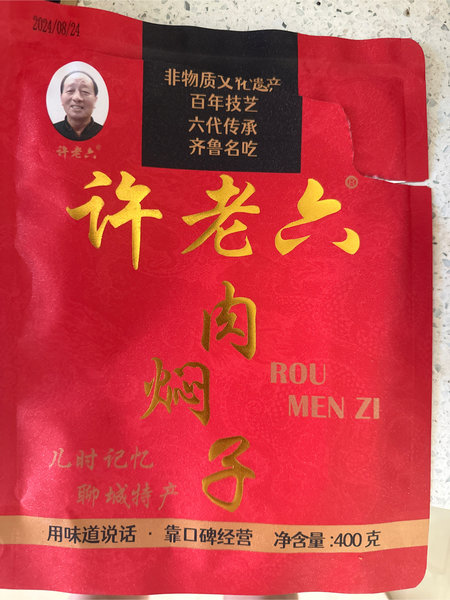 2024/08/24
非物质文化遗产
百年技艺
六代传承
齐鲁名吃
许老六®
许老六®
肉
焖
子
ROU
MEN ZI
儿时记忆
聊城特产
用味道说话 · 靠口碑经营 净含量:400克